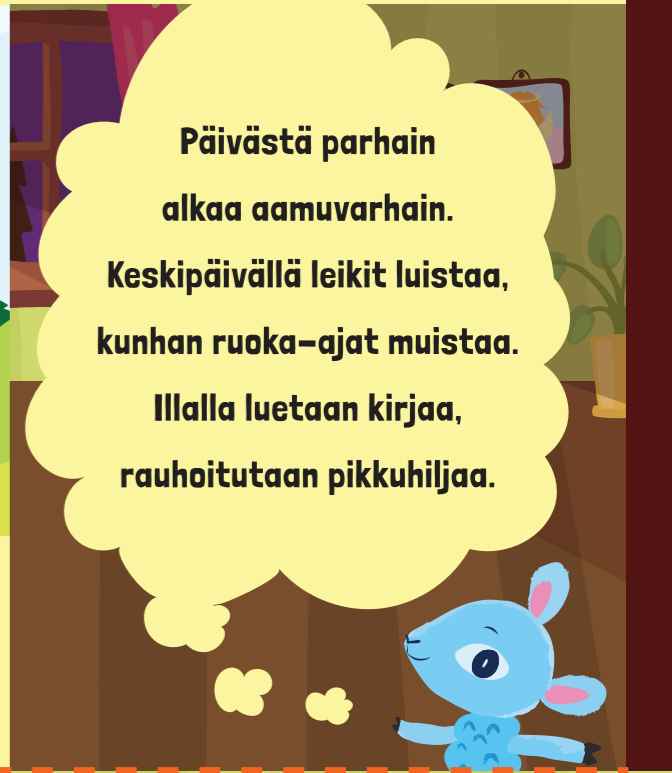 Päivästä parhain
alkaa aamuvarhain.
Keskipäivällä leikit luistaa,
kunhan ruoka-ajat muistaa.
Illalla luetaan kirjaa,
rauhoitutaan pikkuhiljaa.